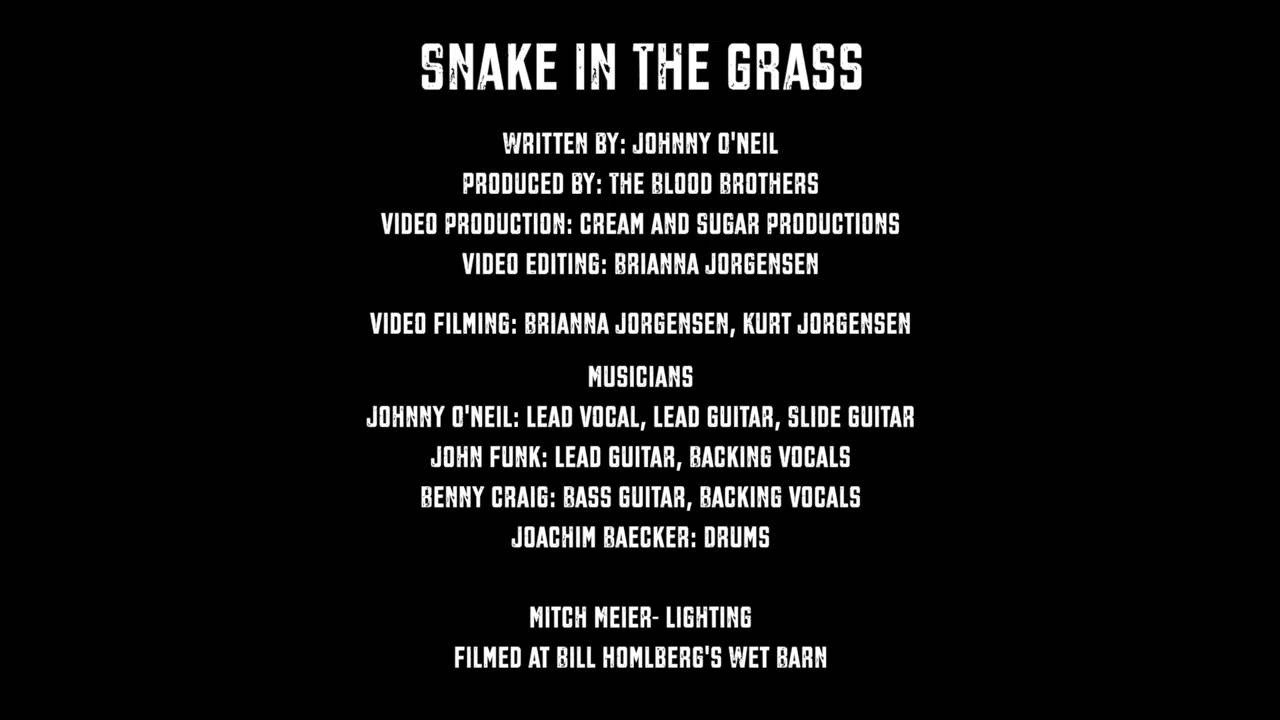 SNAKE IN THE GRASS
WRITTEN BY: JOHNNY O'NEIL
PRODUCED BY: THE BLOOD BROTHERS
VIDEO PRODUCTION: CREAM AND SUGAR PRODUCTIONS
VIDEO EDITING: BRIANNA JORGENSEN
VIDEO FILMING: BRIANNA JORGENSEN, KURT JORGENSEN
MUSICIANS
JOHNNY O'NEIL: LEAD VOCAL, LEAD GUITAR, SLIDE GUITAR
JOHN FUNK: LEAD GUITAR, BACKING VOCALS
BENNY CRAIG: BASS GUITAR, BACKING VOCALS
JOACHIM BAECKER: DRUMS
MITCH MEIER- LIGHTING
FILMED AT BILL HOMLBERG'S WET BARN